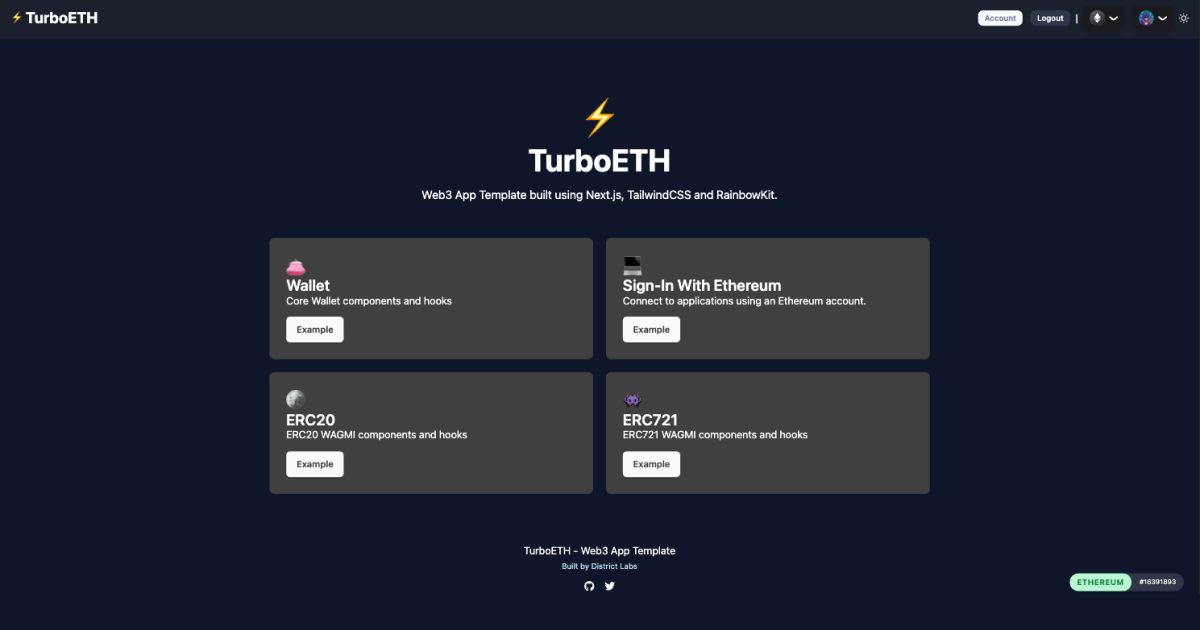 TurboETH
Account
Logout
|
TurboETH
Web3 App Template built using Next.js, TailwindCSS and RainbowKit.
Wallet
Core Wallet components and hooks
Example
Sign-In With Ethereum
Connect to applications using an Ethereum account.
Example
ERC20
ERC20 WAGMI components and hooks
Example
ERC721
ERC721 WAGMI components and hooks
Example
TurboETH - Web3 App Template
Built by District Labs
ETHEREUM #16391893